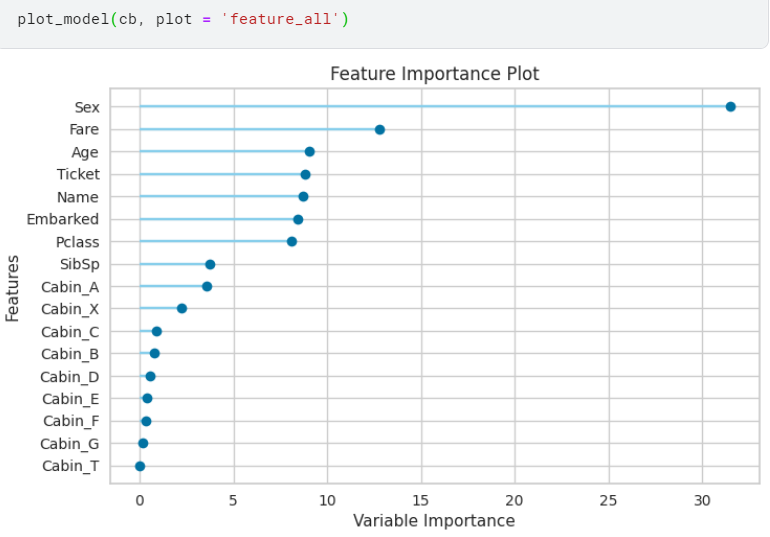 plot_model(cb, plot = 'feature_all')
Feature Importance Plot
Sex
Fare
Age
Ticket
Name
Embarked
Pclass
SibSp
Cabin_A
Cabin_X
Cabin_C
Cabin_B
Cabin_D
Cabin_E
Cabin_F
Cabin_G
Cabin_T
Features
0 5 10 15 20 25 30
Variable Importance